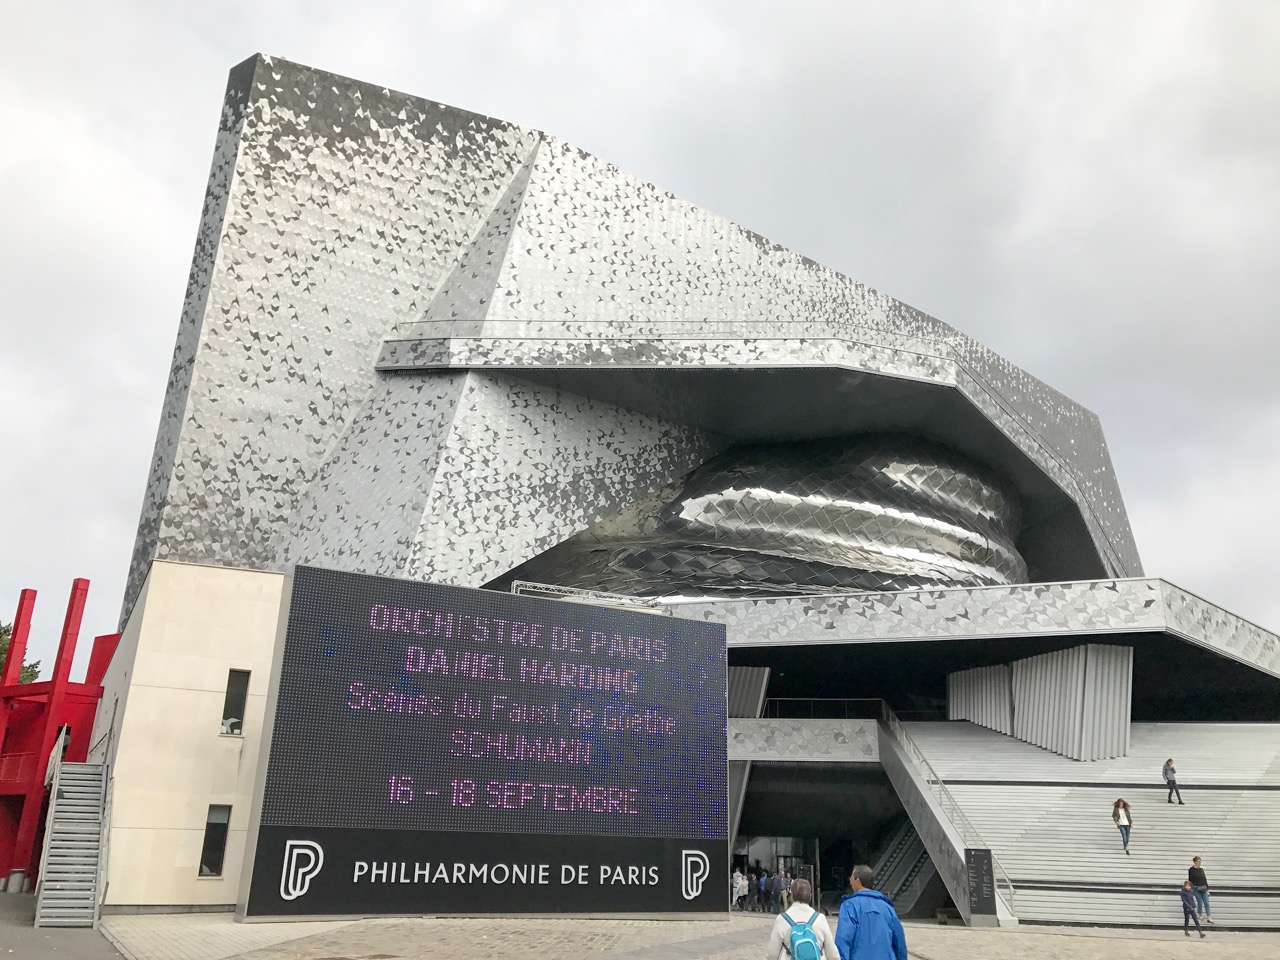 ORCHESTRE DE PARIS
DANIEL HARDING
Scènes du Faust de Goethe
SCHUMANN
16 - 18 SEPTEMBRE
PHILHARMONIE DE PARIS